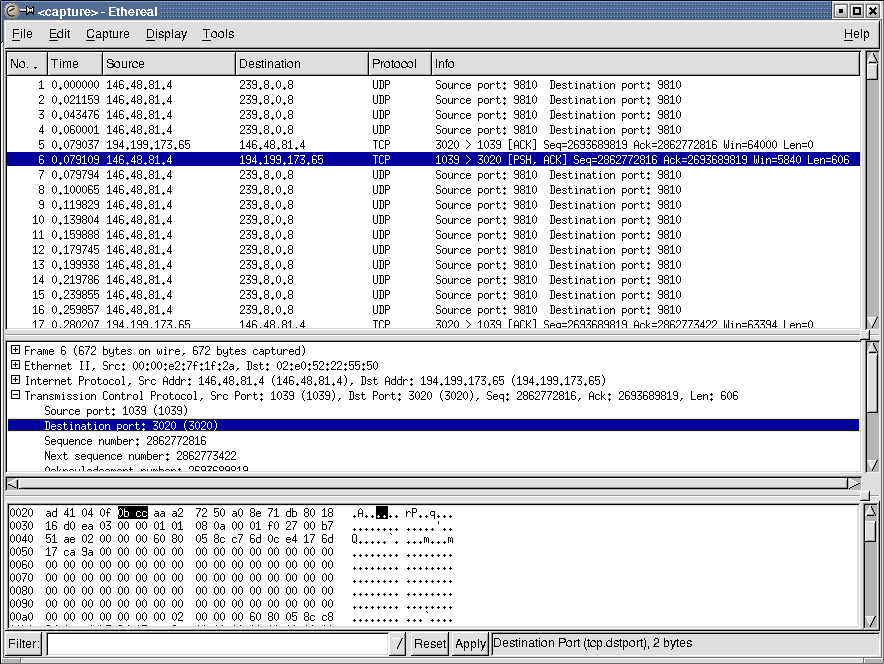 <capture> - Ethereal
File Edit Capture Display Tools Help
No. . Time Source Destination Protocol Info
1 0.000000 146.48.81.4 239.8.0.8 UDP Source port: 9810 Destination port: 9810
2 0.021159 146.48.81.4 239.8.0.8 UDP Source port: 9810 Destination port: 9810
3 0.043476 146.48.81.4 239.8.0.8 UDP Source port: 9810 Destination port: 9810
4 0.060001 146.48.81.4 239.8.0.8 UDP Source port: 9810 Destination port: 9810
5 0.079037 194.199.173.65 146.48.81.4 TCP 3020 > 1039 [ACK] Seq=2693689819 Ack=2862772816 Win=64000 Len=0
6 0.079109 146.48.81.4 194.199.173.65 TCP 1039 > 3020 [PSH, ACK] Seq=2862772816 Ack=2693689819 Win=5840 Len=606
7 0.079794 146.48.81.4 239.8.0.8 UDP Source port: 9810 Destination port: 9810
8 0.100065 146.48.81.4 239.8.0.8 UDP Source port: 9810 Destination port: 9810
9 0.119829 146.48.81.4 239.8.0.8 UDP Source port: 9810 Destination port: 9810
10 0.139804 146.48.81.4 239.8.0.8 UDP Source port: 9810 Destination port: 9810
11 0.159888 146.48.81.4 239.8.0.8 UDP Source port: 9810 Destination port: 9810
12 0.179745 146.48.81.4 239.8.0.8 UDP Source port: 9810 Destination port: 9810
13 0.199938 146.48.81.4 239.8.0.8 UDP Source port: 9810 Destination port: 9810
14 0.219786 146.48.81.4 239.8.0.8 UDP Source port: 9810 Destination port: 9810
15 0.239855 146.48.81.4 239.8.0.8 UDP Source port: 9810 Destination port: 9810
16 0.259857 146.48.81.4 239.8.0.8 UDP Source port: 9810 Destination port: 9810
17 0.280207 194.199.173.65 146.48.81.4 TCP 3020 > 1039 [ACK] Seq=2693689819 Ack=2862773422 Win=63394 Len=0
Frame 6 (672 bytes on wire, 672 bytes captured)
Ethernet II, Src: 00:00:e2:7f:1f:2a, Dst: 02:e0:52:22:55:50
Internet Protocol, Src Addr: 146.48.81.4 (146.48.81.4), Dst Addr: 194.199.173.65 (194.199.173.65)
Transmission Control Protocol, Src Port: 1039 (1039), Dst Port: 3020 (3020), Seq: 2862772816, Ack: 2693689819, Len: 606
Source port: 1039 (1039)
Destination port: 3020 (3020)
Sequence number: 2862772816
Next sequence number: 2862773422
Acknowledgement number: 2693689819
0020 ad 41 04 0f 0b cc aa a2 72 50 a0 8e 71 db 80 18 .A...... rP..q...
0030 16 d0 ea 03 00 00 01 01 08 0a 00 01 f0 27 00 b7 ........ .....'..
0040 51 ae 02 00 00 00 60 80 05 8c c7 6d 0c e4 17 6d Q.....`. ...m...m
0050 17 ca 9a 00 00 00 00 00 00 00 00 00 00 00 00 00 ........ ........
0060 00 00 00 00 00 00 00 00 00 00 00 00 00 00 00 00 ........ ........
0070 00 00 00 00 00 00 00 00 00 00 00 00 00 00 00 00 ........ ........
0080 00 00 00 00 00 00 00 00 00 00 00 00 00 00 00 00 ........ ........
0090 00 00 00 00 00 00 00 00 00 00 00 00 00 00 00 00 ........ ........
00a0 00 00 00 00 00 00 02 00 00 00 00 60 80 05 8c c8 ........ ...`....
Filter: Reset Apply Destination Port (tcp.dstport), 2 bytes